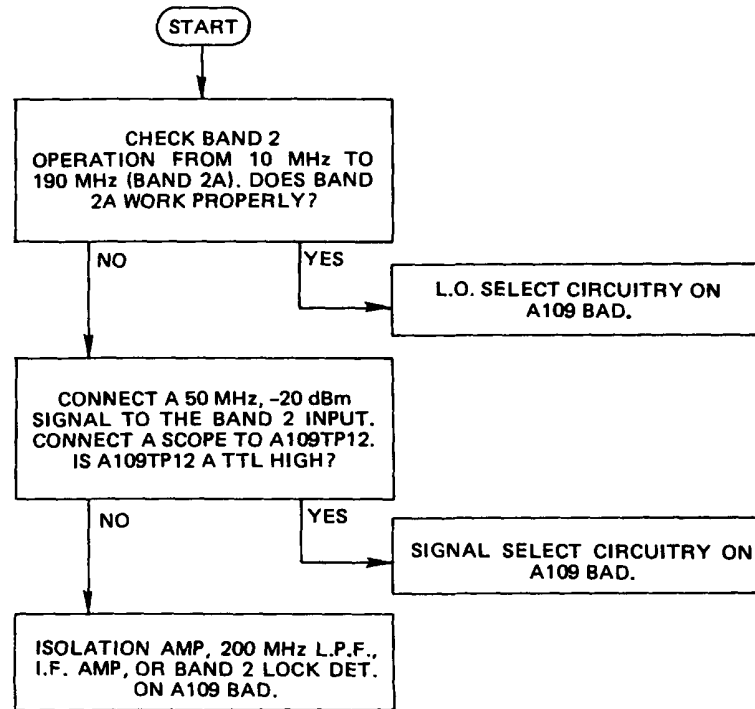 START
CHECK BAND 2
OPERATION FROM 10 MHz TO
190 MHz (BAND 2A). DOES BAND
2A WORK PROPERLY?
NO
YES
L.O. SELECT CIRCUITRY ON
A109 BAD.
CONNECT A 50 MHz, –20 dBm
SIGNAL TO THE BAND 2 INPUT.
CONNECT A SCOPE TO A109TP12.
IS A109TP12 A TTL HIGH?
NO
YES
SIGNAL SELECT CIRCUITRY ON
A109 BAD.
ISOLATION AMP, 200 MHz L.P.F.,
I.F. AMP, OR BAND 2 LOCK DET.
ON A109 BAD.